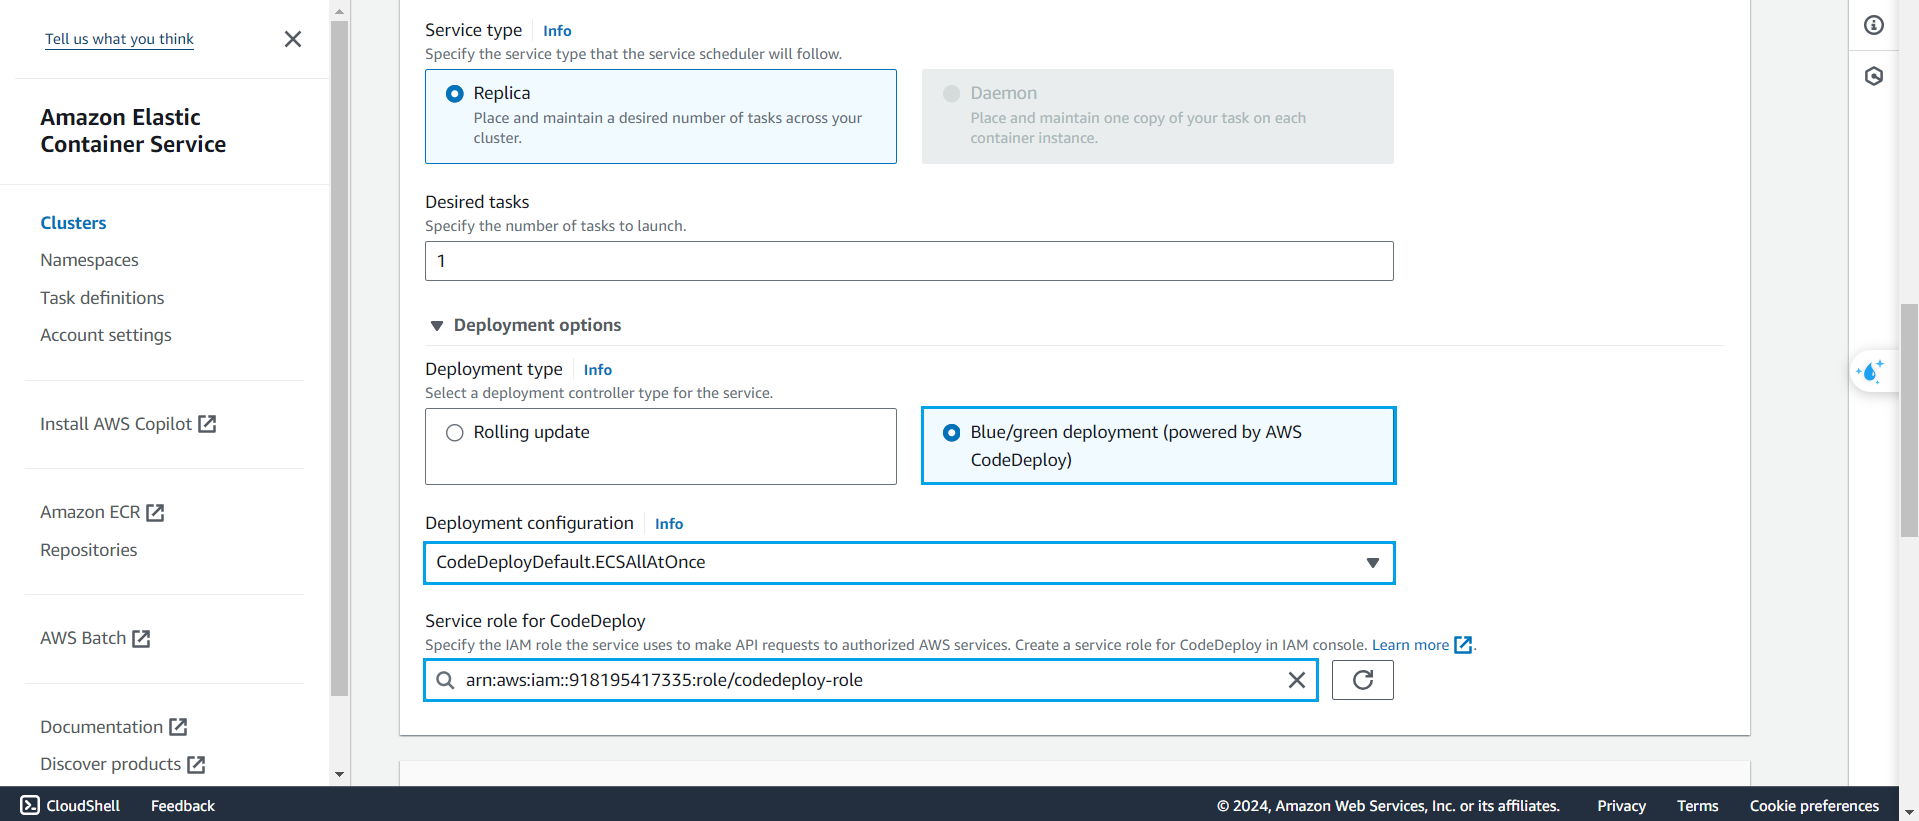 Tell us what you think
Amazon Elastic
Container Service
Clusters
Namespaces
Task definitions
Account settings
Install AWS Copilot
Amazon ECR
Repositories
AWS Batch
Documentation
Discover products
Service type Info
Specify the service type that the service scheduler will follow.
Replica
Place and maintain a desired number of tasks across your
cluster.
Daemon
Place and maintain one copy of your task on each
container instance.
Desired tasks
Specify the number of tasks to launch.
1
Deployment options
Deployment type Info
Select a deployment controller type for the service.
Rolling update
Blue/green deployment (powered by AWS
CodeDeploy)
Deployment configuration Info
CodeDeployDefault.ECSAllAtOnce
Service role for CodeDeploy
Specify the IAM role the service uses to make API requests to authorized AWS services. Create a service role for CodeDeploy in IAM console. Learn more.
arn:aws:iam::918195417335:role/codedeploy-role
CloudShell Feedback © 2024, Amazon Web Services, Inc. or its affiliates. Privacy Terms Cookie preferences